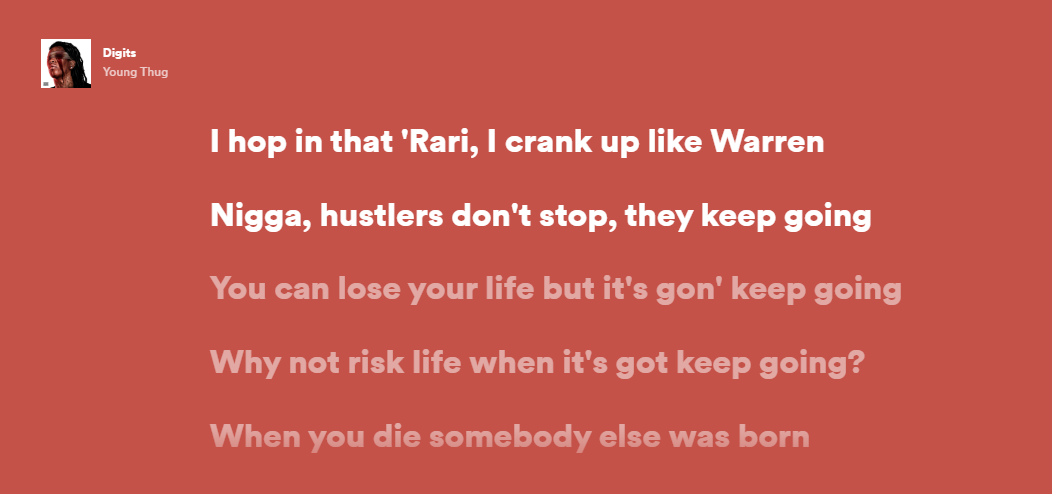 Digits
Young Thug
I hop in that 'Rari, I crank up like Warren
Nigga, hustlers don't stop, they keep going
You can lose your life but it's gon' keep going
Why not risk life when it's got keep going?
When you die somebody else was born